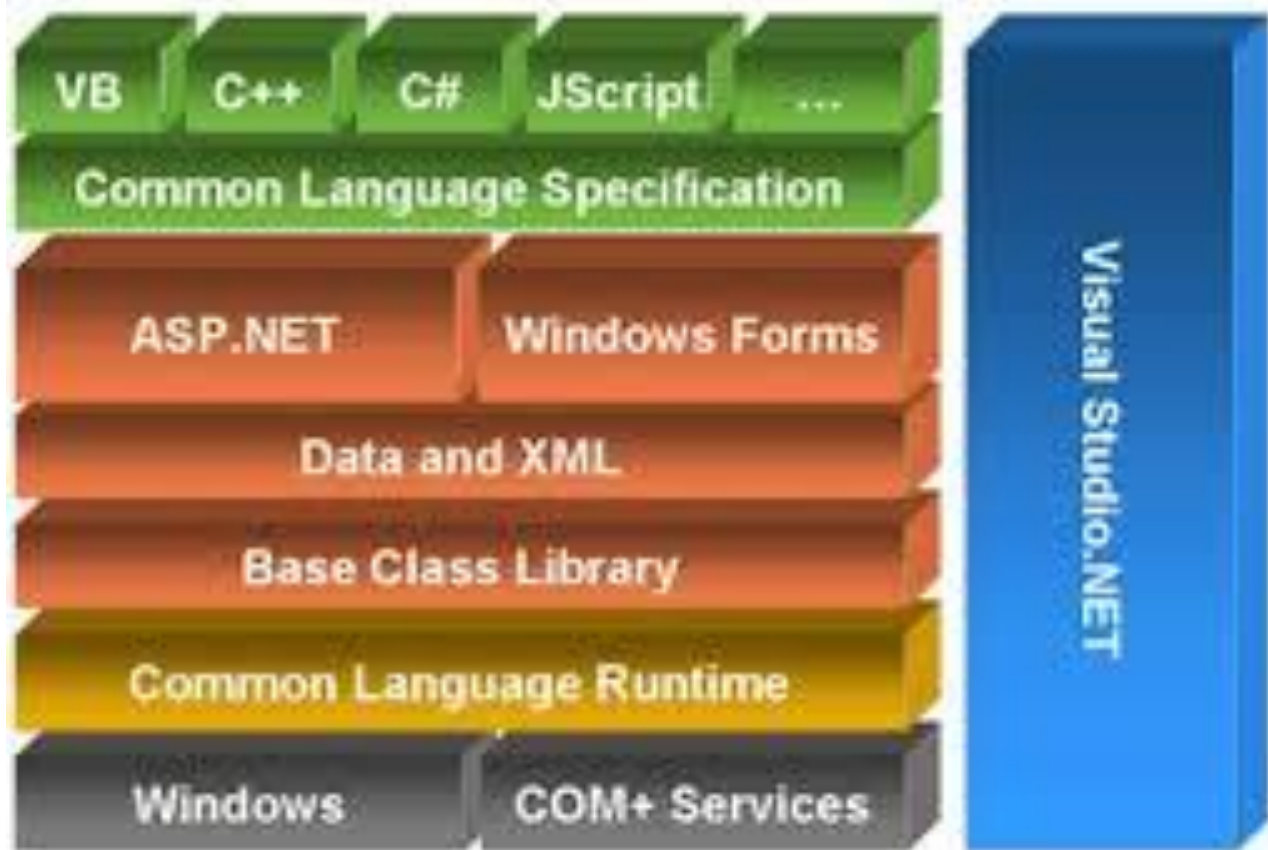 VB C++ C# JScript ...
Common Language Specification
ASP.NET Windows Forms
Data and XML
Base Class Library
Common Language Runtime
Windows COM+ Services
Visual Studio.NET